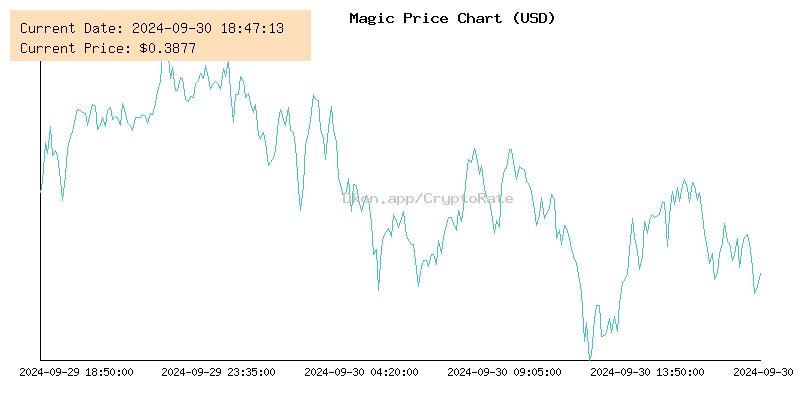 Magic Price Chart (USD)
Current Date: 2024-09-30 18:47:13
Current Price: $0.3877
Dkon.app/CryptoRate
2024-09-29 18:50:00 2024-09-29 23:35:00 2024-09-30 04:20:00 2024-09-30 09:05:00 2024-09-30 13:50:00 2024-09-30